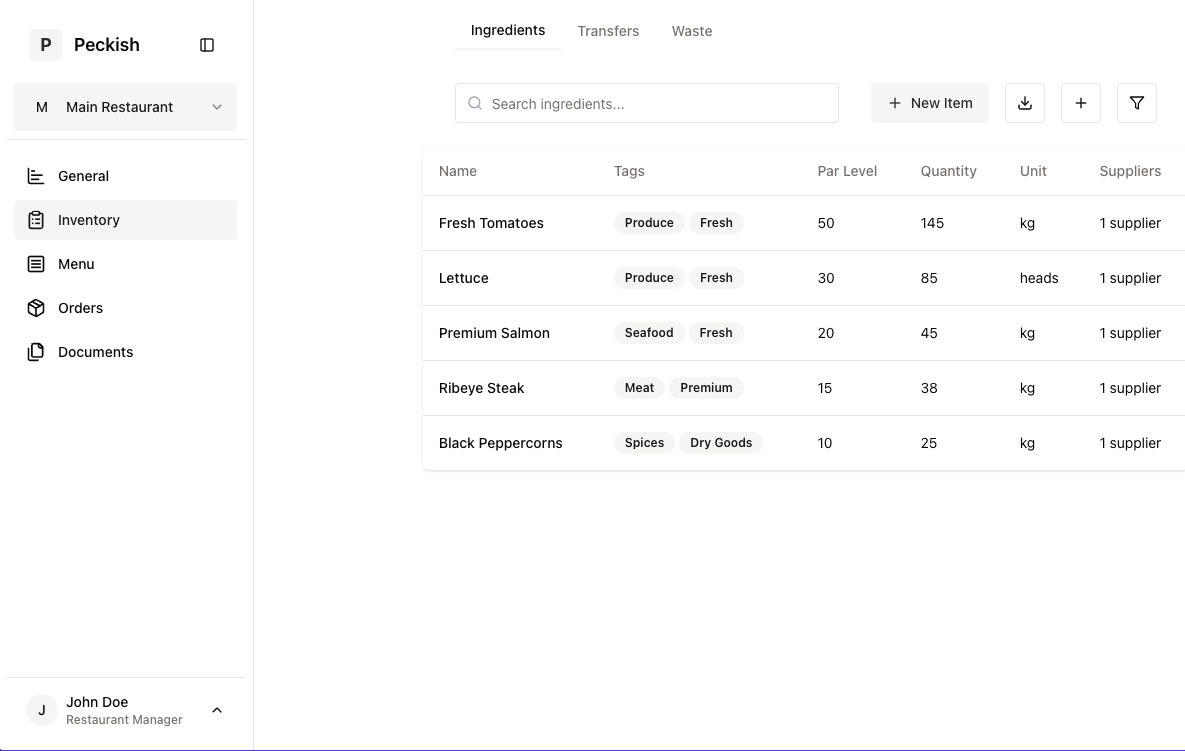 P Peckish
M Main Restaurant
General
Inventory
Menu
Orders
Documents
J John Doe
Restaurant Manager
Ingredients Transfers Waste
Search ingredients... New Item
Name Tags Par Level Quantity Unit Suppliers
Fresh Tomatoes Produce Fresh 50 145 kg 1 supplier
Lettuce Produce Fresh 30 85 heads 1 supplier
Premium Salmon Seafood Fresh 20 45 kg 1 supplier
Ribeye Steak Meat Premium 15 38 kg 1 supplier
Black Peppercorns Spices Dry Goods 10 25 kg 1 supplier